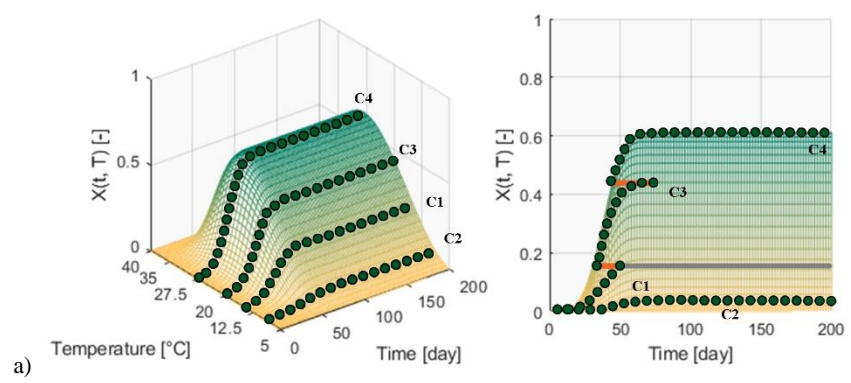 1
0.5
0
X(t, T) [-]
40
35
27.5
20
12.5
5
Temperature [°C]
0
50
100
150
200
Time [day]
C4
C3
C1
C2
1
0.8
0.6
0.4
0.2
0
X(t, T) [-]
0
50
100
150
200
Time [day]
C4
C3
C1
C2
a)